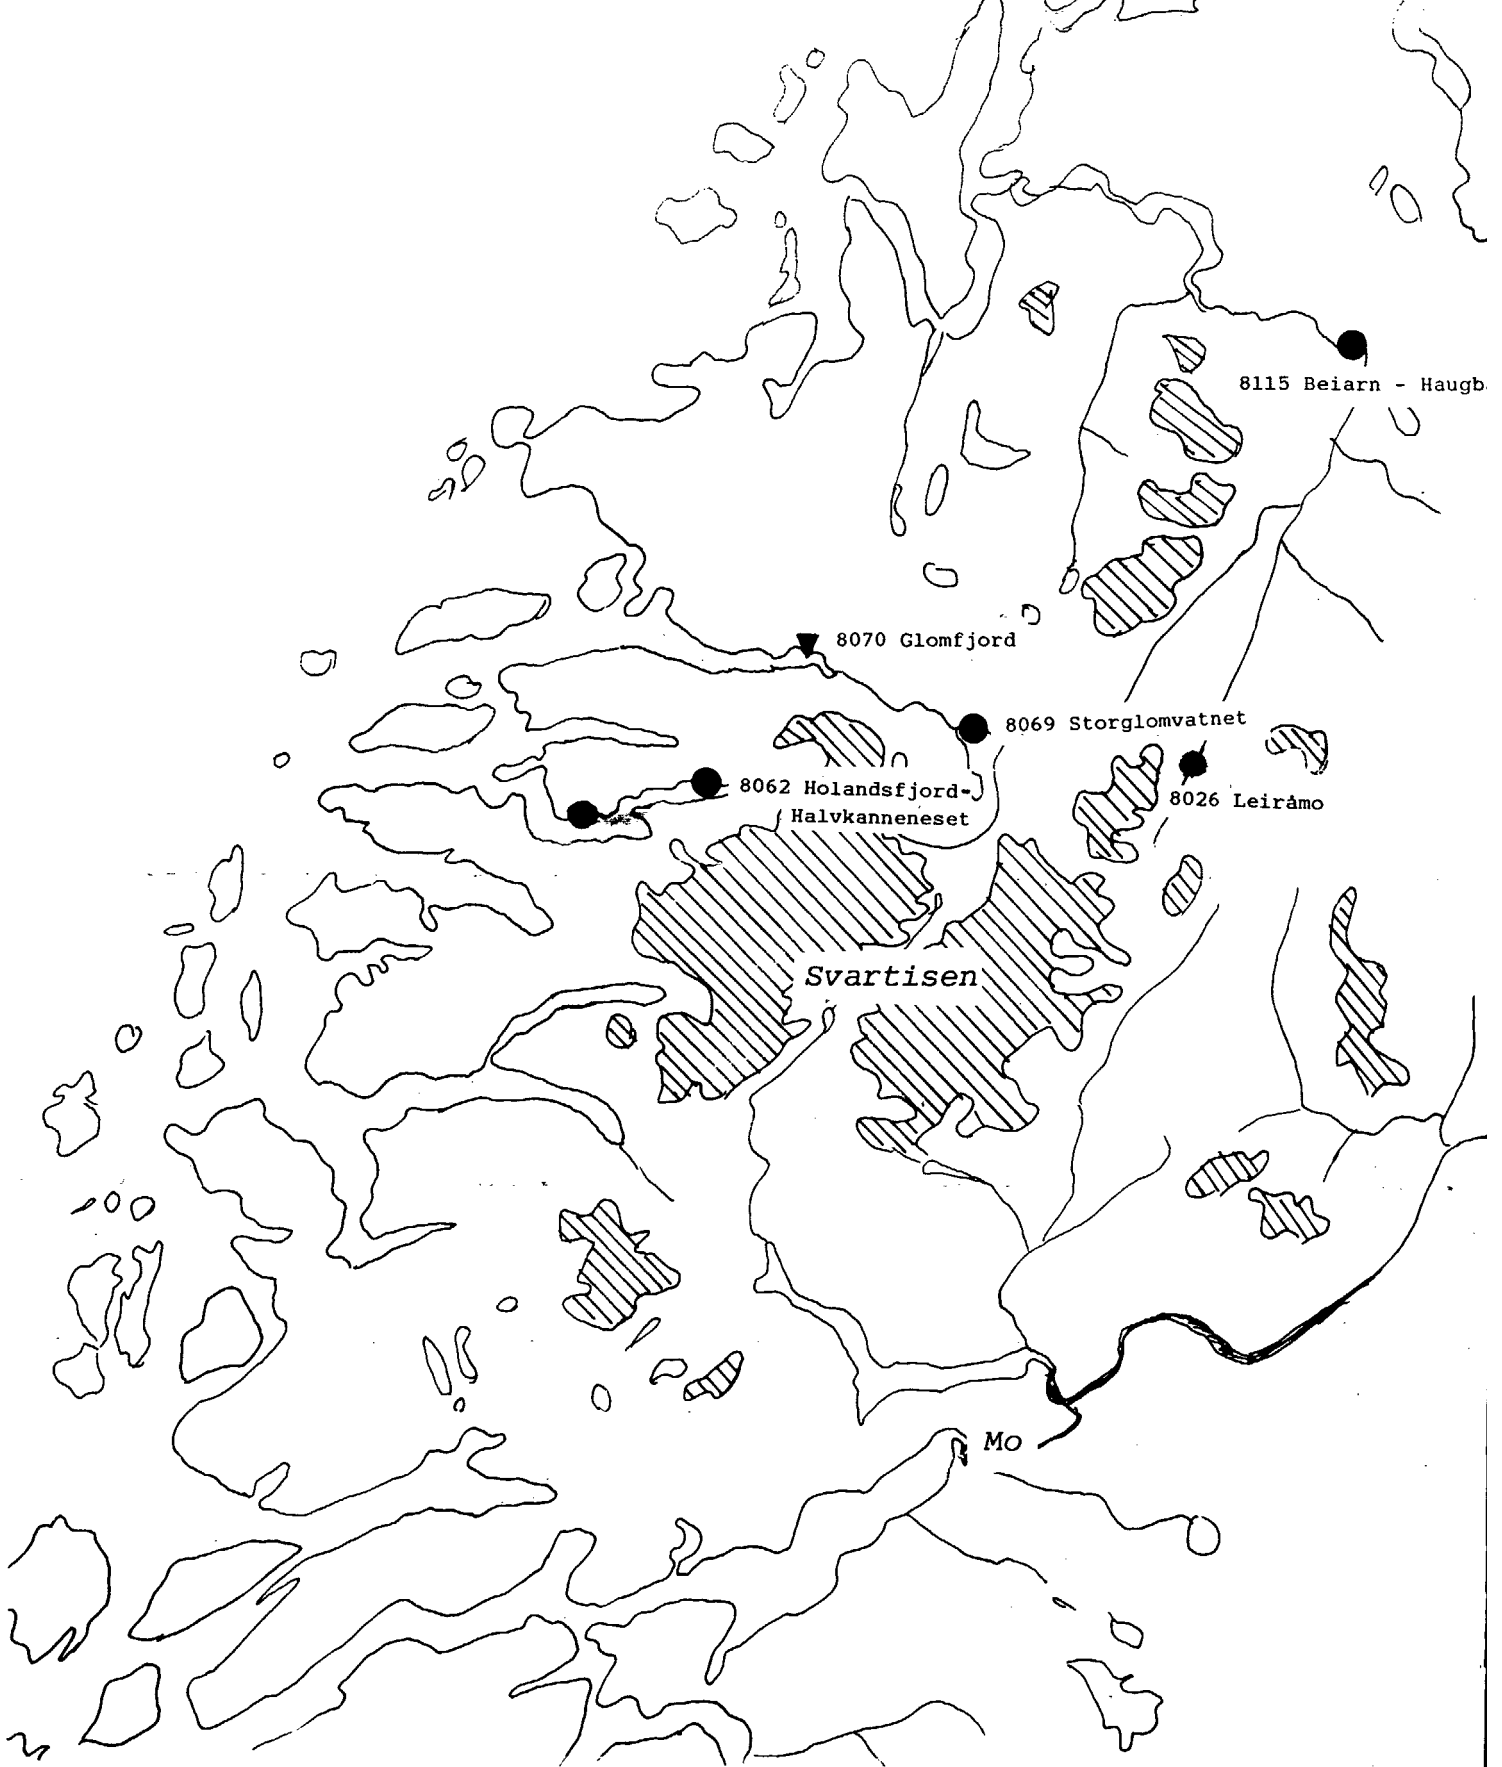 8115 Beiarn - Haugb
8070 Glomfjord
8069 Storglomvatnet
8062 Holandsfjord-
Halvkanneneset
8026 Leiråmo
Svartisen
Mo